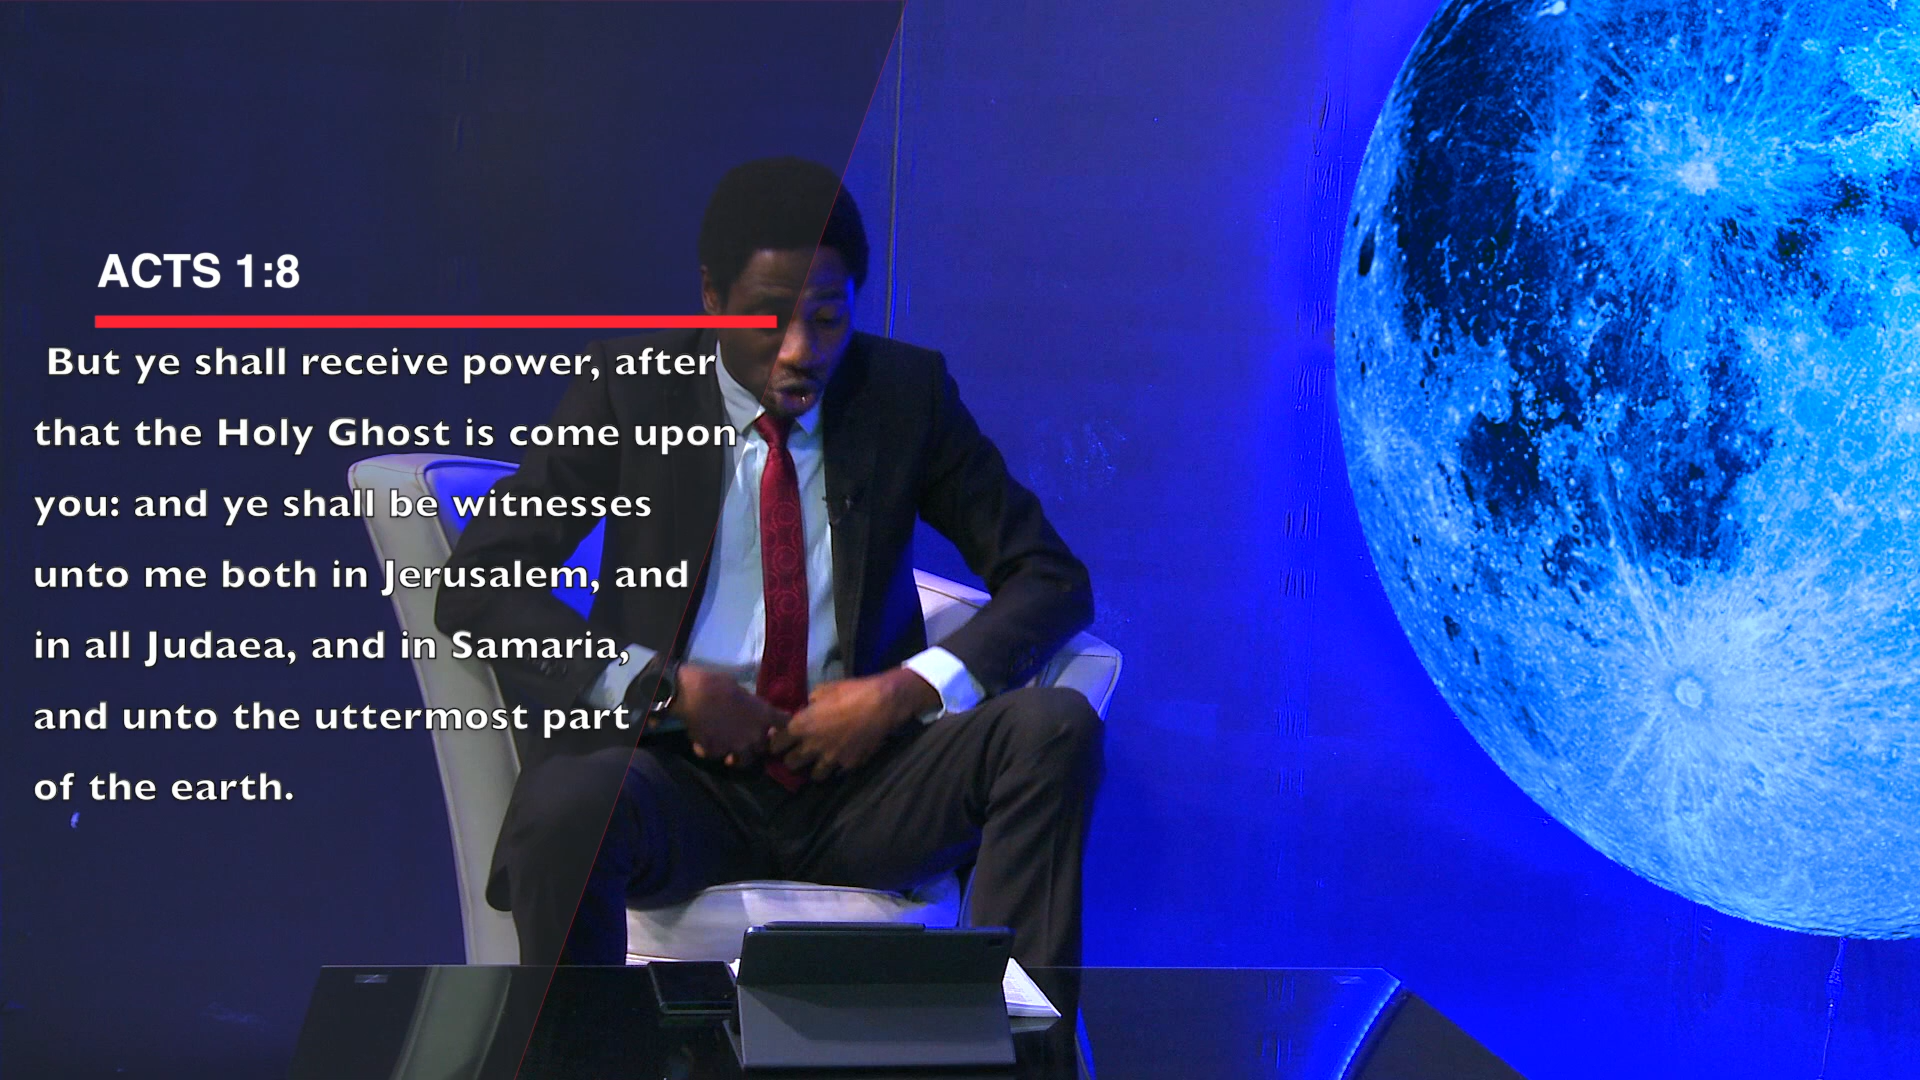 ACTS 1:8
But ye shall receive power, after
that the Holy Ghost is come upon
you: and ye shall be witnesses
unto me both in Jerusalem, and
in all Judaea, and in Samaria,
and unto the uttermost part
of the earth.